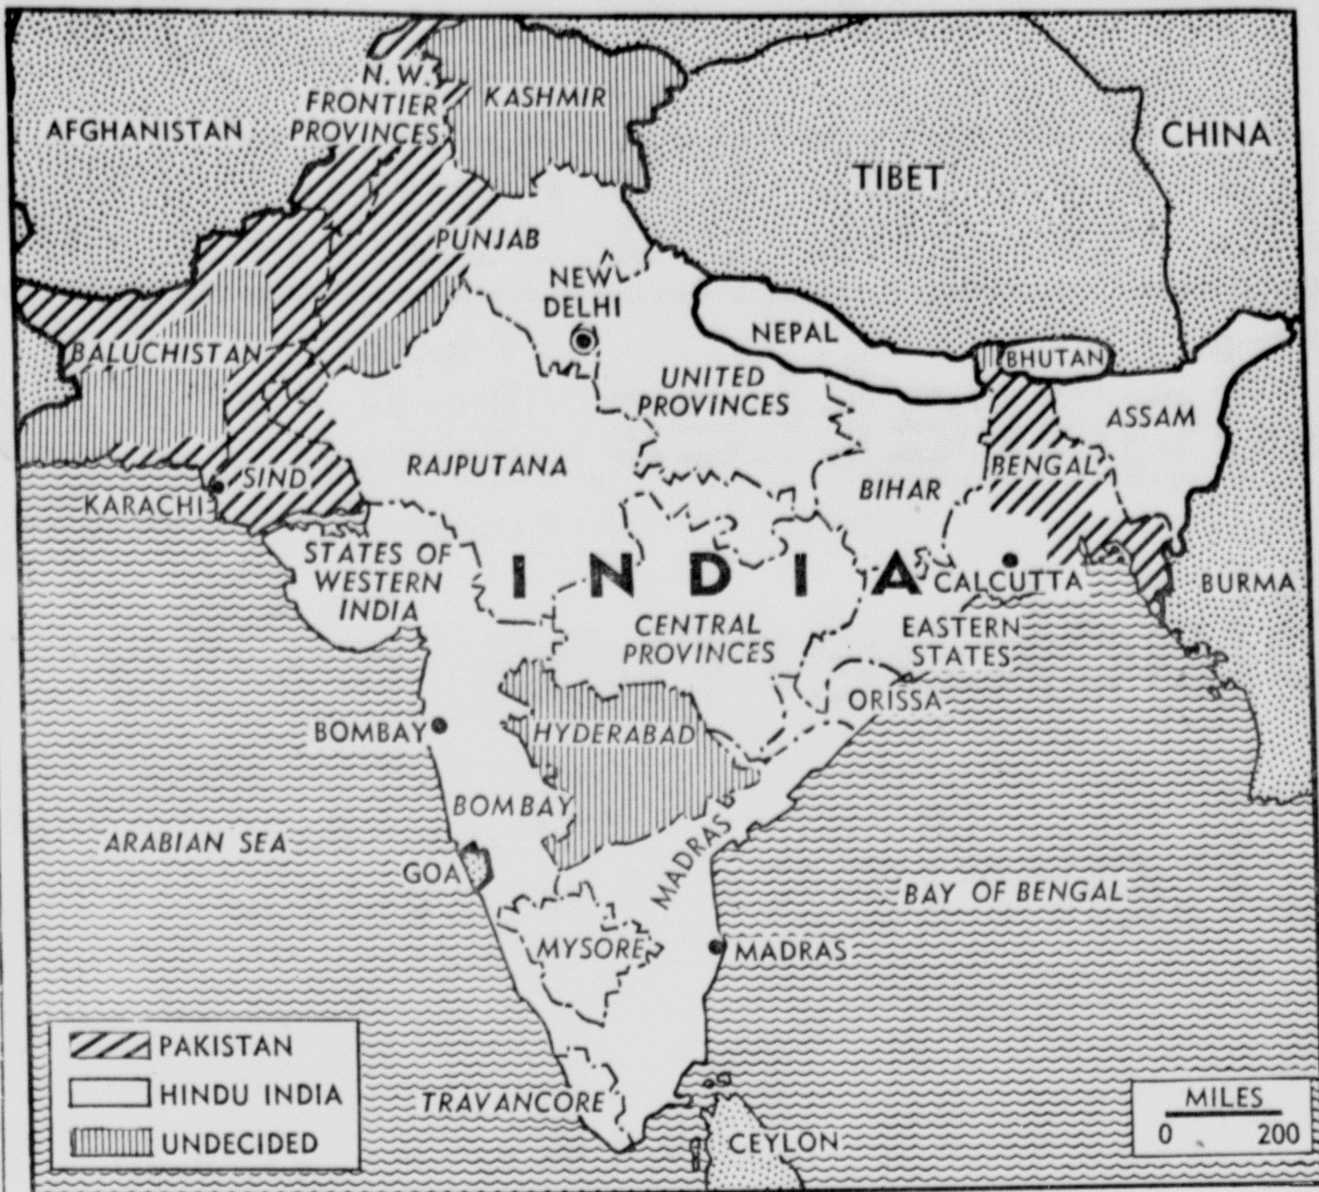 N.W.
FRONTIER
PROVINCES
KASHMIR
AFGHANISTAN
CHINA
TIBET
PUNJAB
NEW
DELHI
NEPAL
BHUTAN
BALUCHISTAN
UNITED
PROVINCES
ASSAM
RAJPUTANA
BENGAL
SIND
BIHAR
KARACHI
STATES OF
WESTERN
INDIA
INDIA
CALCUTTA
BURMA
CENTRAL
PROVINCES
EASTERN
STATES
ORISSA
BOMBAY
HYDERABAD
BOMBAY
ARABIAN SEA
MADRAS
GOA
BAY OF BENGAL
MYSORE
MADRAS
PAKISTAN
HINDU INDIA
UNDECIDED
TRAVANCORE
CEYLON
MILES
0 200